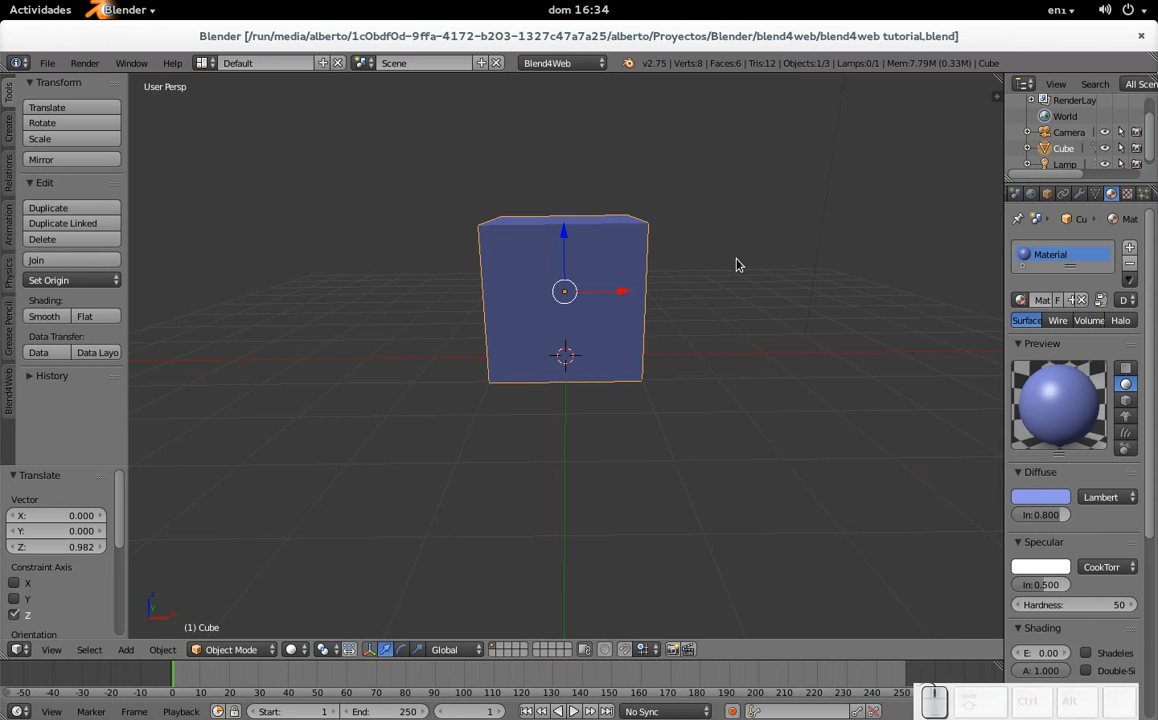 Actividades Blender dom 16:34 en₁
Blender [/run/media/alberto/1c0bdf0d-9ffa-4172-b203-1327c47a7a25/alberto/Proyectos/Blender/blend4web/blend4web tutorial.blend]
File Render Window Help Default Scene Blend4Web v2.75 | Verts:8 | Faces:6 | Tris:12 | Objects:1/3 | Lamps:0/1 | Mem:7.79M (0.33M) | Cube
Tools
Create
Relations
Animation
Physics
Grease Pencil
Blend4Web
Transform
Translate
Rotate
Scale
Mirror
Edit
Duplicate
Duplicate Linked
Delete
Join
Set Origin
Shading:
Smooth Flat
Data Transfer:
Data Data Layo
History
Translate
Vector
X: 0.000
Y: 0.000
Z: 0.982
Constraint Axis
X
Y
Z
Orientation
User Persp
z
y
x
(1) Cube
View Search All Scen
RenderLay
World
Camera
Cube
Lamp
Cu Mat
Material
Mat F D
Surface Wire Volume Halo
Preview
Diffuse
Lambert
In: 0.800
Specular
CookTorr
In: 0.500
Hardness: 50
Shading
E: 0.00 Shadeles
A: 1.000 Double-Si
View Select Add Object Object Mode Global
-50 -40 -30 -20 -10 0 10 20 30 40 50 60 70 80 90 100 110 120 130 140 150 160 170 180 190 200 210 220 230 240 250
View Marker Frame Playback Start: 1 End: 250 1 No Sync
Ctrl Alt